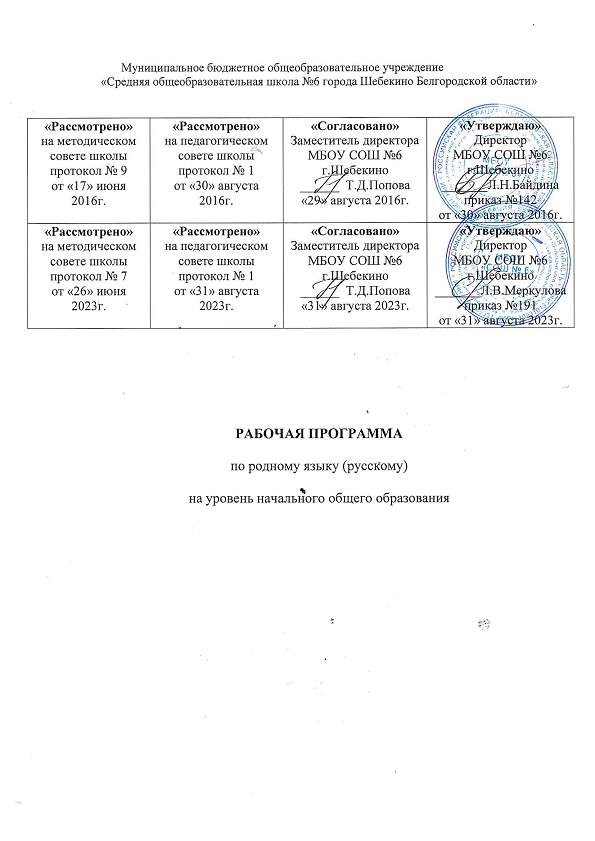 Муниципальное бюджетное общеобразовательное учреждение
«Средняя общеобразовательная школа №6 города Шебекино Белгородской области»
«Рассмотрено»
на методическом
совете школы
протокол № 9
от «17» июня
2016г.
«Рассмотрено»
на педагогическом
совете школы
протокол № 1
от «30» августа
2016г.
«Согласовано»
Заместитель директора
МБОУ СОШ №6
г.Шебекино
Т.Д.Попова
«29» августа 2016г.
«Утверждаю»
Директор
МБОУ СОШ №6
г.Шебекино
Л.Н.Байдина
приказ №142
от «30» августа 2016г.
«Рассмотрено»
на методическом
совете школы
протокол № 7
от «26» июня
2023г.
«Рассмотрено»
на педагогическом
совете школы
протокол № 1
от «31» августа
2023г.
«Согласовано»
Заместитель директора
МБОУ СОШ №6
г.Шебекино
Т.Д.Попова
«31» августа 2023г.
«Утверждаю»
Директор
МБОУ СОШ №6
г.Шебекино
Л.В.Меркулова
приказ №191
от «31» августа 2023г.
РАБОЧАЯ ПРОГРАММА
по родному языку (русскому)
на уровень начального общего образования